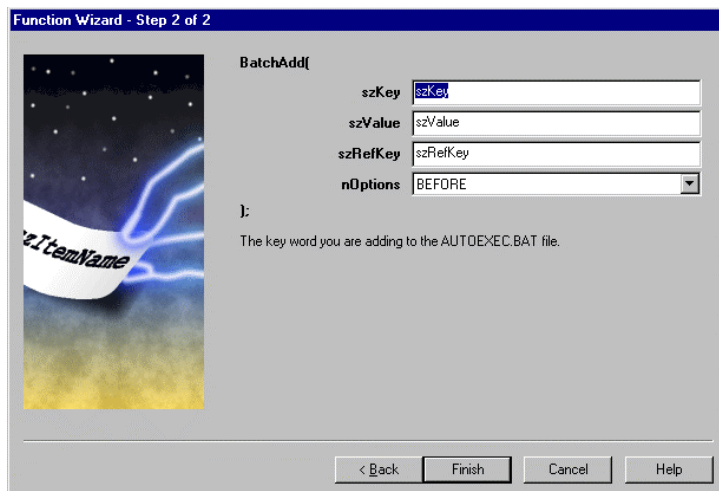 Function Wizard - Step 2 of 2
BatchAdd(
szKey szKey
szValue szValue
szRefKey szRefKey
nOptions BEFORE
);
The key word you are adding to the AUTOEXEC.BAT file.
zItemName
< Back Finish Cancel Help